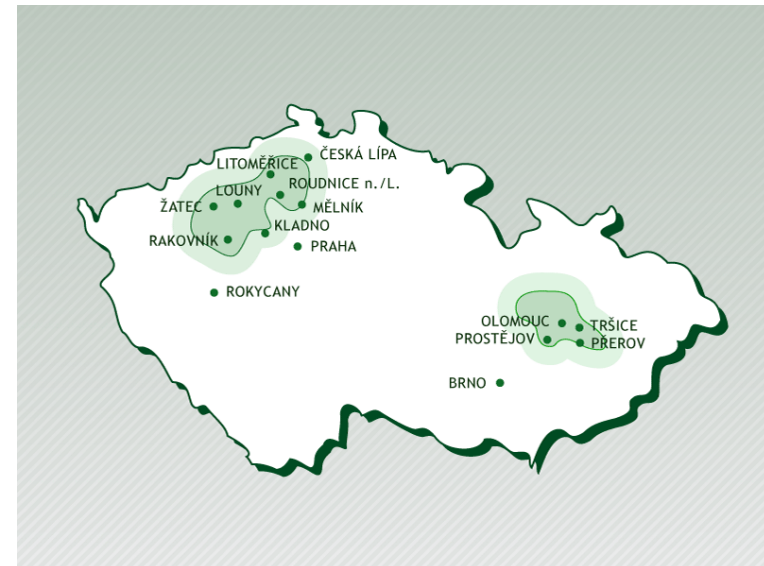 ČESKÁ LÍPA
LITOMĚŘICE
ROUDNICE n./L.
LOUNY
ŽATEC
MĚLNÍK
KLADNO
RAKOVNÍK
PRAHA
ROKYCANY
OLOMOUC
TRŠICE
PROSTĚJOV
PŘEROV
BRNO